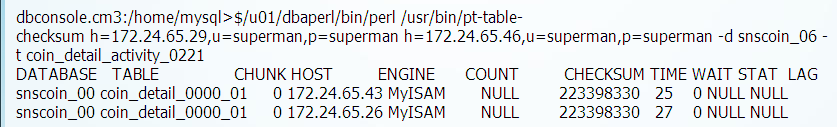 dbconsole.cm3:/home/mysql>$/u01/dbaperl/bin/perl /usr/bin/pt-table-
checksum h=172.24.65.29,u=superman,p=superman h=172.24.65.46,u=superman,p=superman -d snscoin_06 -
t coin_detail_activity_0221
DATABASE TABLE CHUNK HOST ENGINE COUNT CHECKSUM TIME WAIT STAT LAG
snscoin_00 coin_detail_0000_01 0 172.24.65.43 MyISAM NULL 223398330 25 0 NULL NULL
snscoin_00 coin_detail_0000_01 0 172.24.65.26 MyISAM NULL 223398330 27 0 NULL NULL